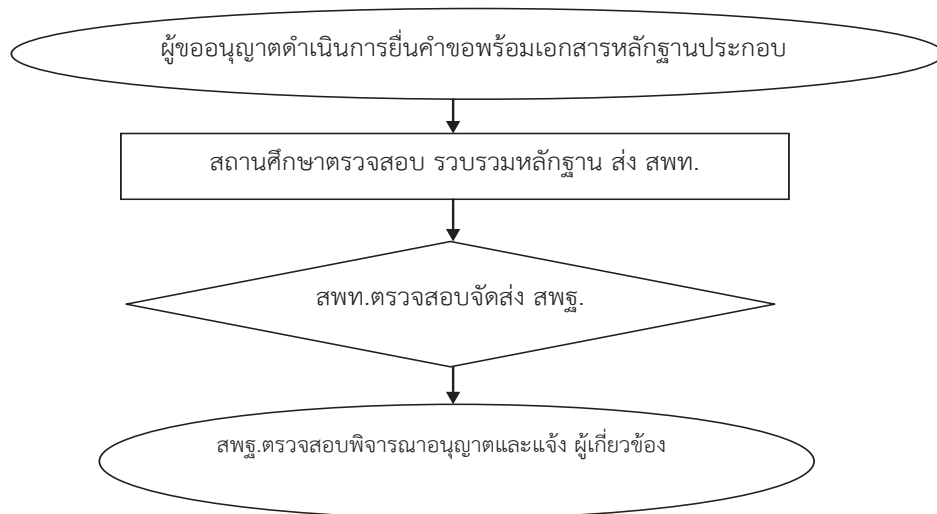 ผู้ขออนุญาตดำเนินการยื่นคำขอพร้อมเอกสารหลักฐานประกอบ
สถานศึกษาตรวจสอบ รวบรวมหลักฐาน ส่ง สพท.
สพท.ตรวจสอบจัดส่ง สพฐ.
สพฐ.ตรวจสอบพิจารณาอนุญาตและแจ้ง ผู้เกี่ยวข้อง